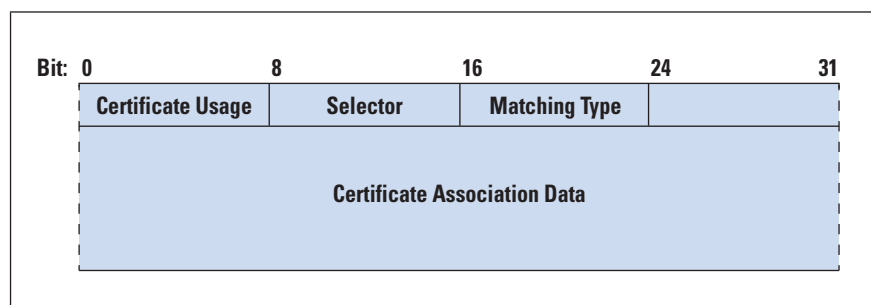 Bit: 0 8 16 24 31
Certificate Usage Selector Matching Type
Certificate Association Data